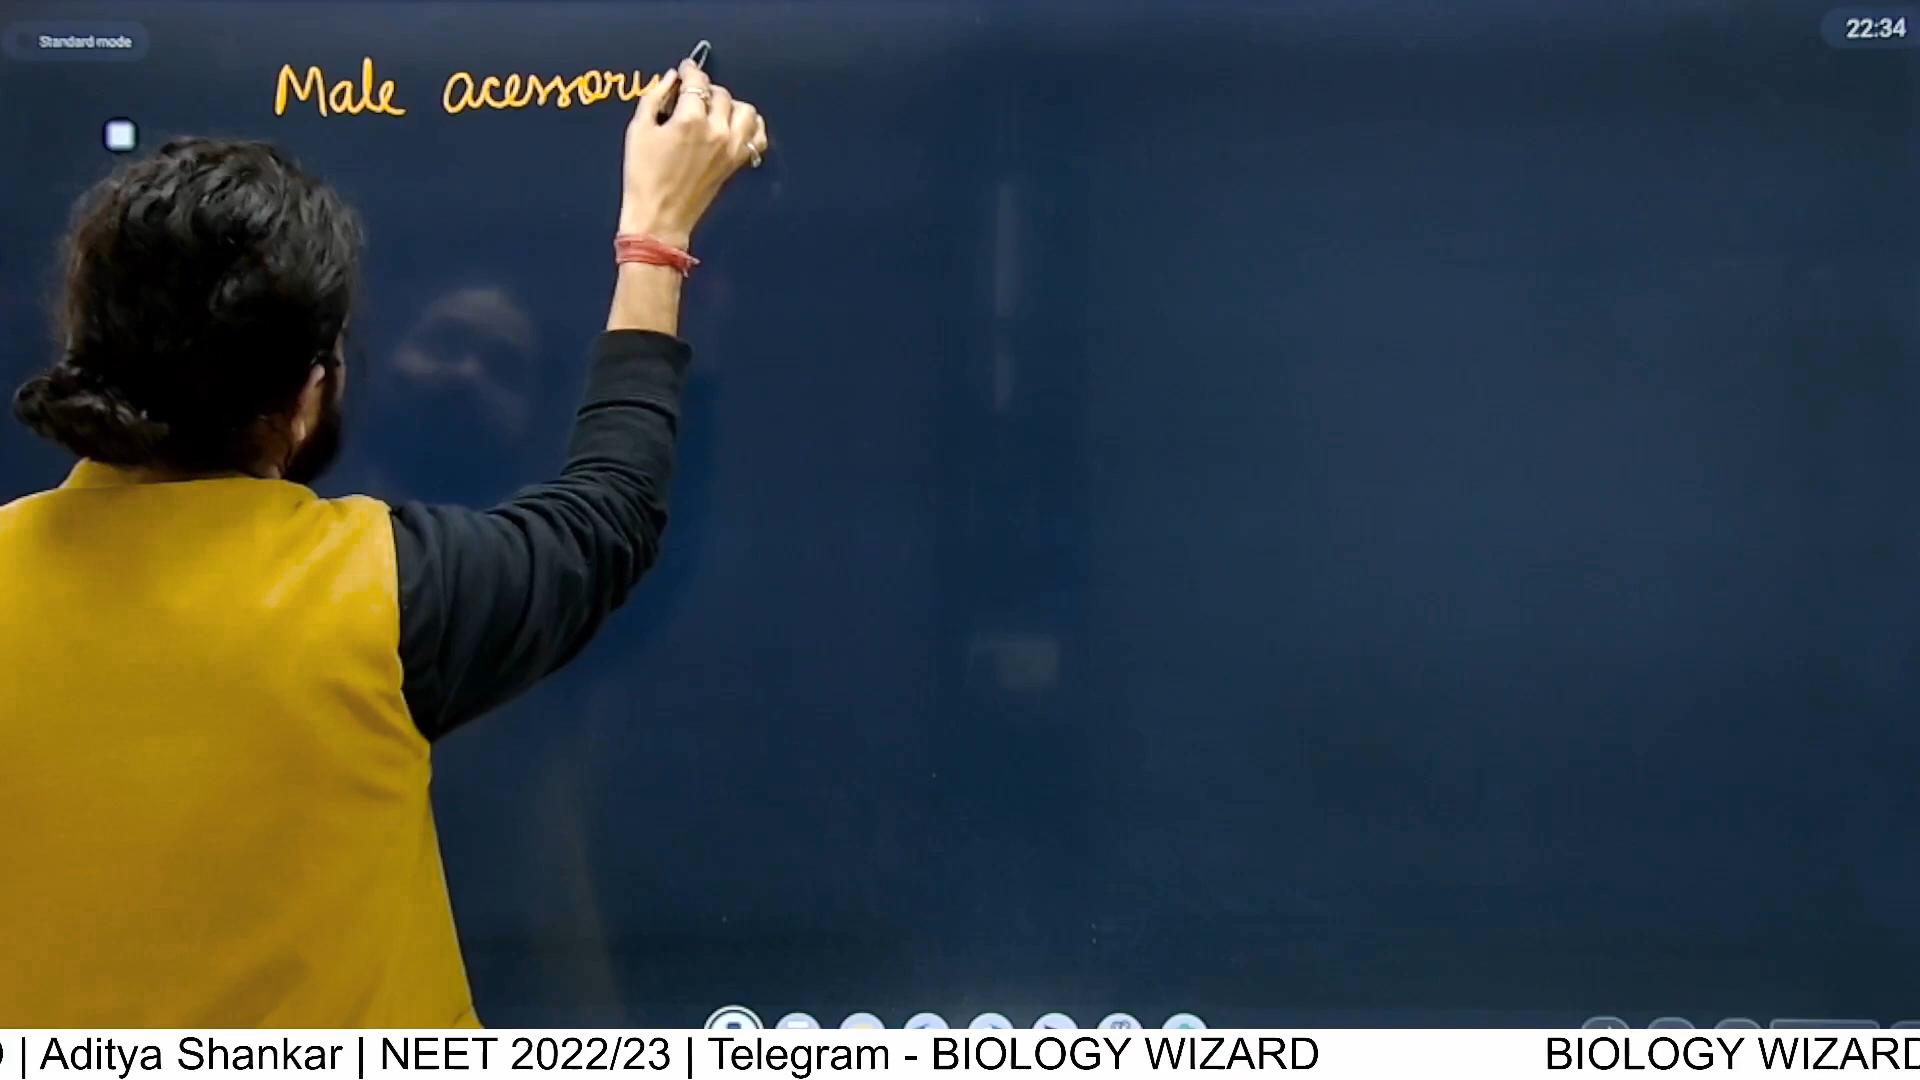 Standard mode
22:34
Male acessory
| Aditya Shankar | NEET 2022/23 | Telegram - BIOLOGY WIZARD BIOLOGY WIZARD